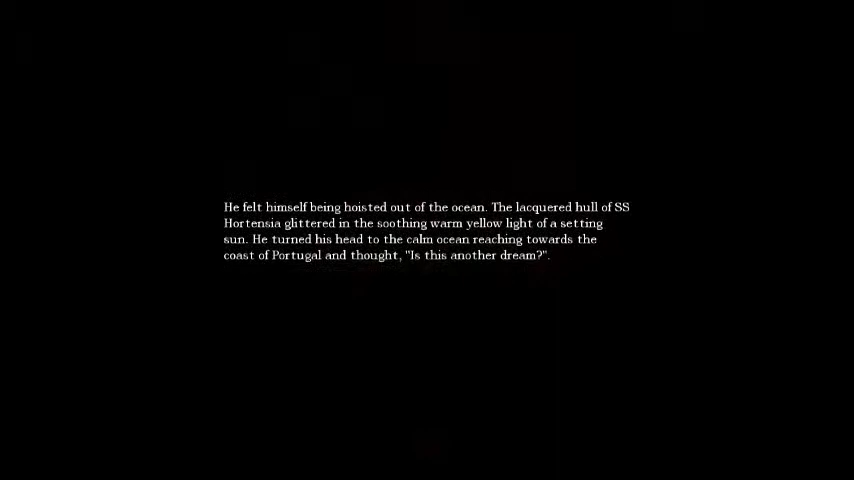 He felt himself being hoisted out of the ocean. The lacquered hull of SS
Hortensia glittered in the soothing warm yellow light of a setting
sun. He turned his head to the calm ocean reaching towards the
coast of Portugal and thought, "Is this another dream?".